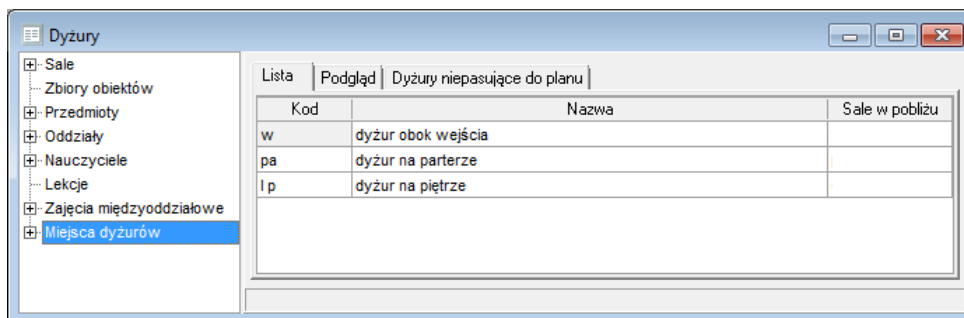 Dyżury
Sale
Zbiory obiektów
Przedmioty
Oddziały
Nauczyciele
Lekcje
Zajęcia międzyoddziałowe
Miejsca dyżurów
Lista Podgląd Dyżury niepasujące do planu
Kod Nazwa Sale w pobliżu
w dyżur obok wejścia
pa dyżur na parterze
I p dyżur na piętrze